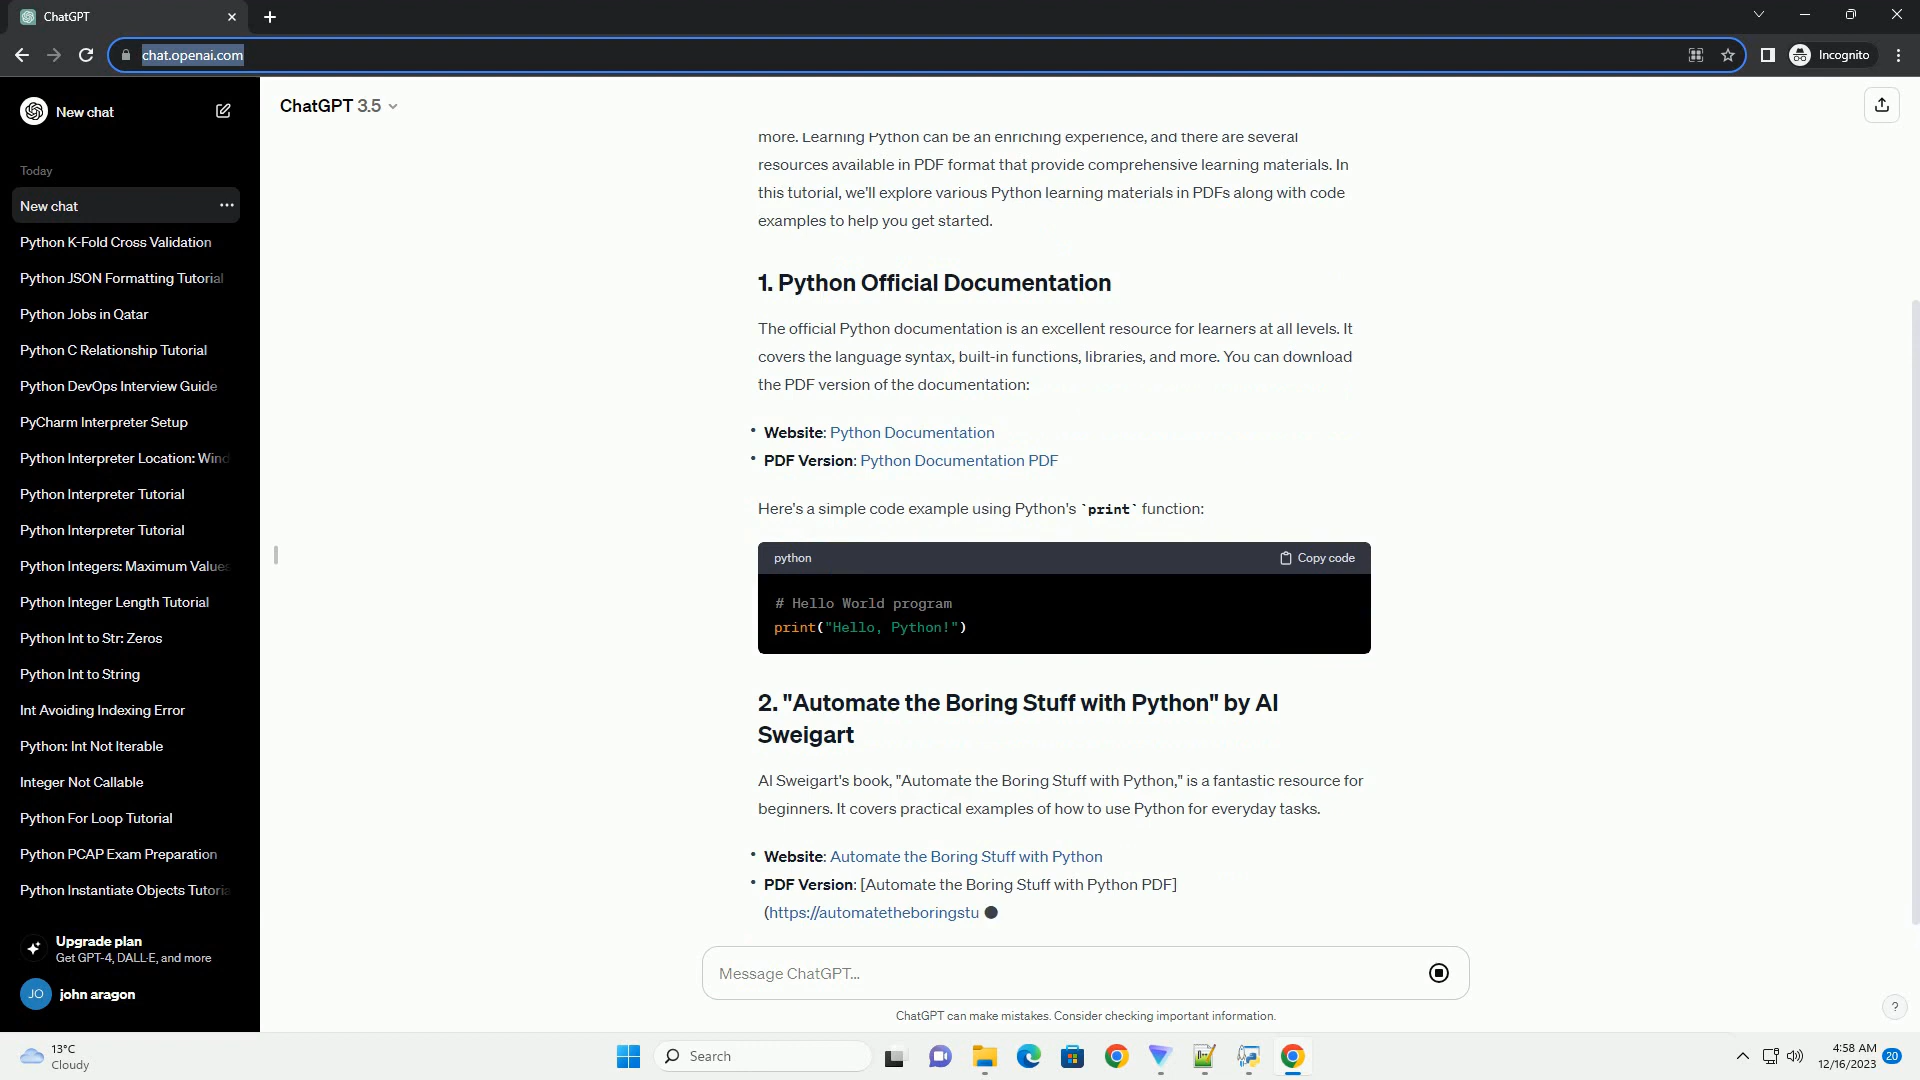 ChatGPT
chat.openai.com
Incognito
New chat
Today
New chat
Python K-Fold Cross Validation
Python JSON Formatting Tutorial
Python Jobs in Qatar
Python C Relationship Tutorial
Python DevOps Interview Guide
PyCharm Interpreter Setup
Python Interpreter Location: Wind
Python Interpreter Tutorial
Python Interpreter Tutorial
Python Integers: Maximum Values
Python Integer Length Tutorial
Python Int to Str: Zeros
Python Int to String
Int Avoiding Indexing Error
Python: Int Not Iterable
Integer Not Callable
Python For Loop Tutorial
Python PCAP Exam Preparation
Python Instantiate Objects Tutoria
Upgrade plan
Get GPT-4, DALL·E, and more
JO john aragon
ChatGPT 3.5
more. Learning Python can be an enriching experience, and there are several
resources available in PDF format that provide comprehensive learning materials. In
this tutorial, we'll explore various Python learning materials in PDFs along with code
examples to help you get started.
1. Python Official Documentation
The official Python documentation is an excellent resource for learners at all levels. It
covers the language syntax, built-in functions, libraries, and more. You can download
the PDF version of the documentation:
• Website: Python Documentation
• PDF Version: Python Documentation PDF
Here's a simple code example using Python's `print` function:
python Copy code
# Hello World program
print("Hello, Python!")
2. "Automate the Boring Stuff with Python" by Al
Sweigart
Al Sweigart's book, "Automate the Boring Stuff with Python," is a fantastic resource for
beginners. It covers practical examples of how to use Python for everyday tasks.
• Website: Automate the Boring Stuff with Python
• PDF Version: [Automate the Boring Stuff with Python PDF]
(https://automatetheboringstu
Message ChatGPT...
ChatGPT can make mistakes. Consider checking important information.
?
13°C
Cloudy
Search
4:58 AM
12/16/2023
20